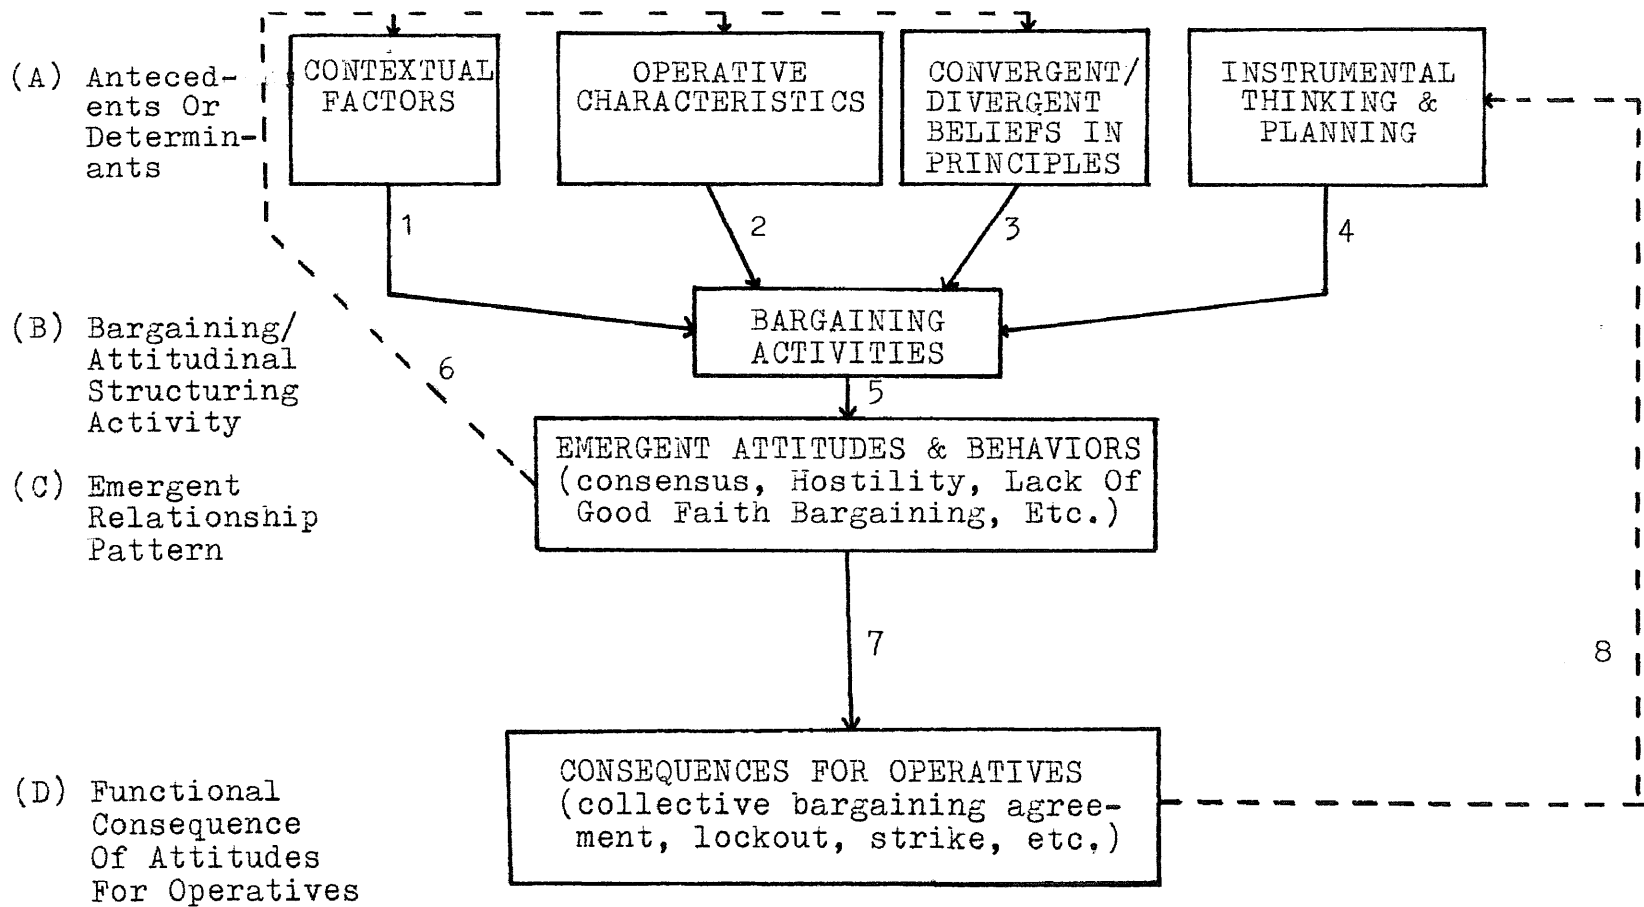 (A) Anteced-
ents Or
Determin-
ants
CONTEXTUAL
FACTORS
OPERATIVE
CHARACTERISTICS
CONVERGENT/
DIVERGENT
BELIEFS IN
PRINCIPLES
INSTRUMENTAL
THINKING &
PLANNING
1
2
3
4
(B) Bargaining/
Attitudinal
Structuring
Activity
BARGAINING
ACTIVITIES
6
5
(C) Emergent
Relationship
Pattern
EMERGENT ATTITUDES & BEHAVIORS
(consensus, Hostility, Lack Of
Good Faith Bargaining, Etc.)
7
8
(D) Functional
Consequence
Of Attitudes
For Operatives
CONSEQUENCES FOR OPERATIVES
(collective bargaining agree-
ment, lockout, strike, etc.)